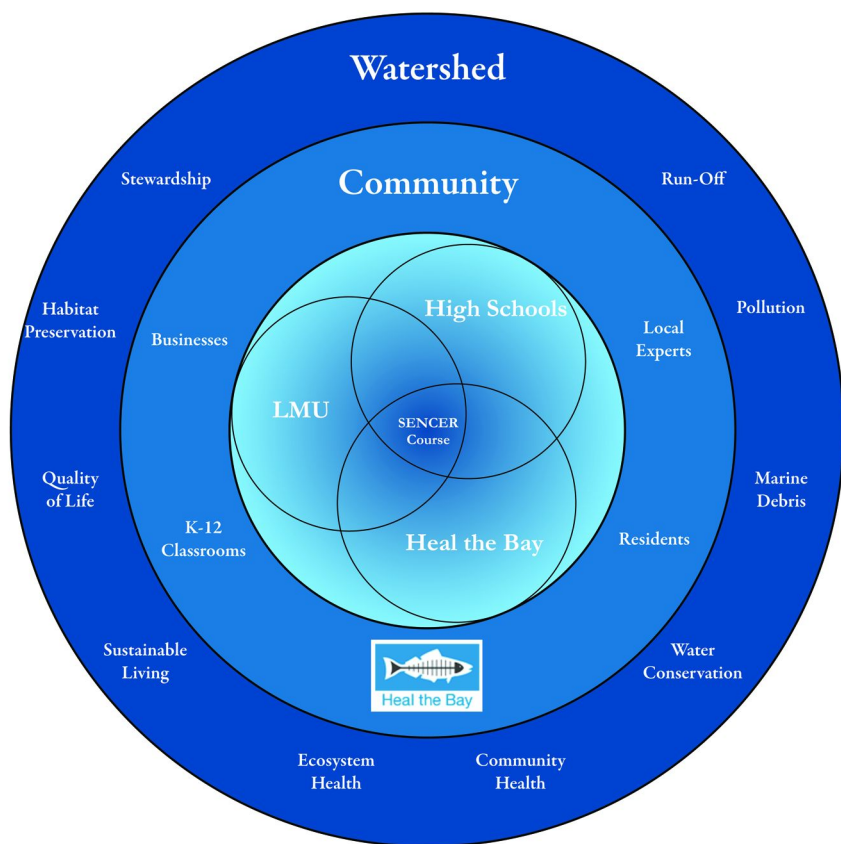 Watershed
Stewardship
Run-Off
Community
Habitat
Preservation
Pollution
Businesses
High Schools
Local
Experts
LMU
SENCER
Course
Quality
of Life
Marine
Debris
K-12
Classrooms
Heal the Bay
Residents
Sustainable
Living
Water
Conservation
Heal the Bay
Ecosystem
Health
Community
Health